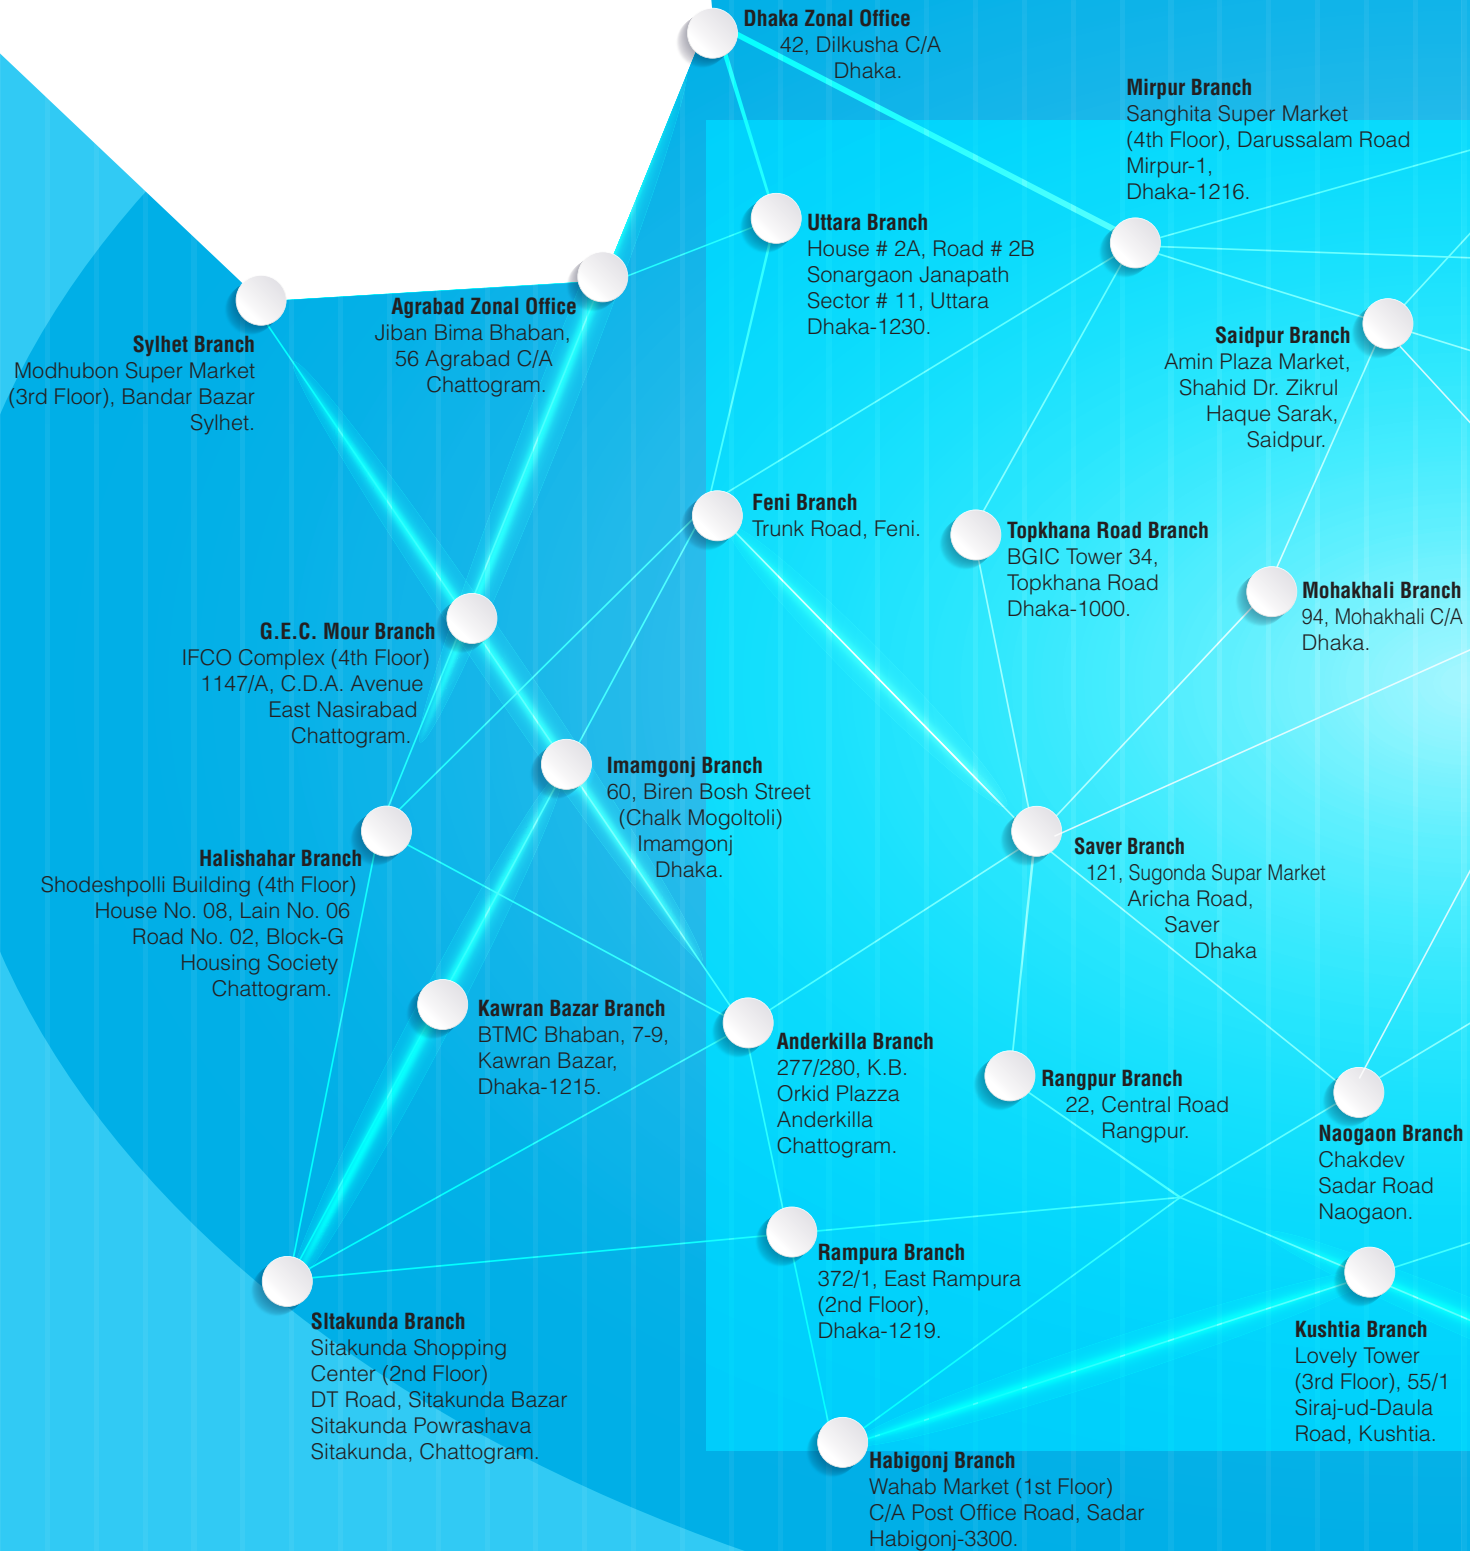 Dhaka Zonal Office
42, Dilkusha C/A
Dhaka.
Mirpur Branch
Sanghita Super Market
(4th Floor), Darussalam Road
Mirpur-1,
Dhaka-1216.
Uttara Branch
House # 2A, Road # 2B
Sonargaon Janapath
Sector # 11, Uttara
Dhaka-1230.
Agrabad Zonal Office
Jiban Bima Bhaban,
56 Agrabad C/A
Chattogram.
Sylhet Branch
Modhubon Super Market
(3rd Floor), Bandar Bazar
Sylhet.
Saidpur Branch
Amin Plaza Market,
Shahid Dr. Zikrul
Haque Sarak,
Saidpur.
Feni Branch
Trunk Road, Feni.
Topkhana Road Branch
BGIC Tower 34,
Topkhana Road
Dhaka-1000.
Mohakhali Branch
94, Mohakhali C/A
Dhaka.
G.E.C. Mour Branch
IFCO Complex (4th Floor)
1147/A, C.D.A. Avenue
East Nasirabad
Chattogram.
Imamgonj Branch
60, Biren Bosh Street
(Chalk Mogoltoli)
Imamgonj
Dhaka.
Halishahar Branch
Shodeshpolli Building (4th Floor)
House No. 08, Lain No. 06
Road No. 02, Block-G
Housing Society
Chattogram.
Saver Branch
121, Sugonda Supar Market
Aricha Road,
Saver
Dhaka
Kawran Bazar Branch
BTMC Bhaban, 7-9,
Kawran Bazar,
Dhaka-1215.
Anderkilla Branch
277/280, K.B.
Orkid Plazza
Anderkilla
Chattogram.
Rangpur Branch
22, Central Road
Rangpur.
Naogaon Branch
Chakdev
Sadar Road
Naogaon.
Rampura Branch
372/1, East Rampura
(2nd Floor),
Dhaka-1219.
SItakunda Branch
Sitakunda Shopping
Center (2nd Floor)
DT Road, Sitakunda Bazar
Sitakunda Powrashava
Sitakunda, Chattogram.
Kushtia Branch
Lovely Tower
(3rd Floor), 55/1
Siraj-ud-Daula
Road, Kushtia.
Habigonj Branch
Wahab Market (1st Floor)
C/A Post Office Road, Sadar
Habigonj-3300.